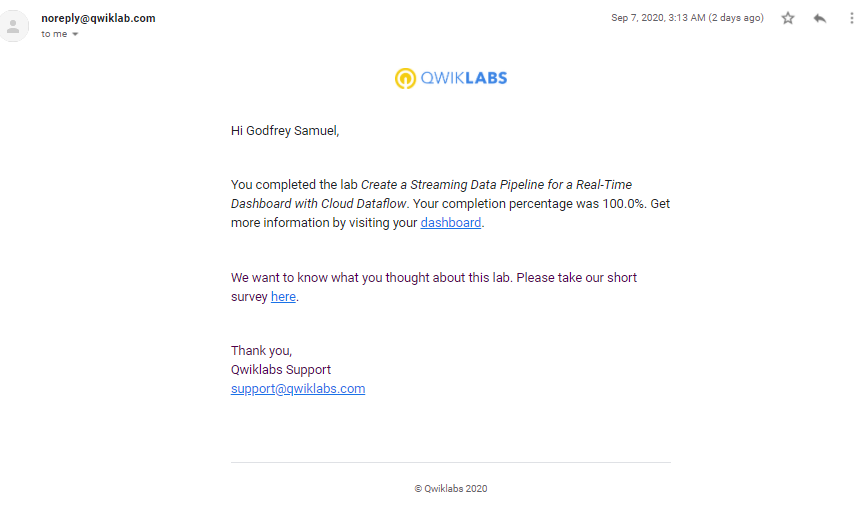 noreply@qwiklab.com
Sep 7, 2020, 3:13 AM (2 days ago)
to me
QWIKLABS
Hi Godfrey Samuel,
You completed the lab Create a Streaming Data Pipeline for a Real-Time
Dashboard with Cloud Dataflow. Your completion percentage was 100.0%. Get
more information by visiting your dashboard.
We want to know what you thought about this lab. Please take our short
survey here.
Thank you,
Qwiklabs Support
support@qwiklabs.com
© Qwiklabs 2020